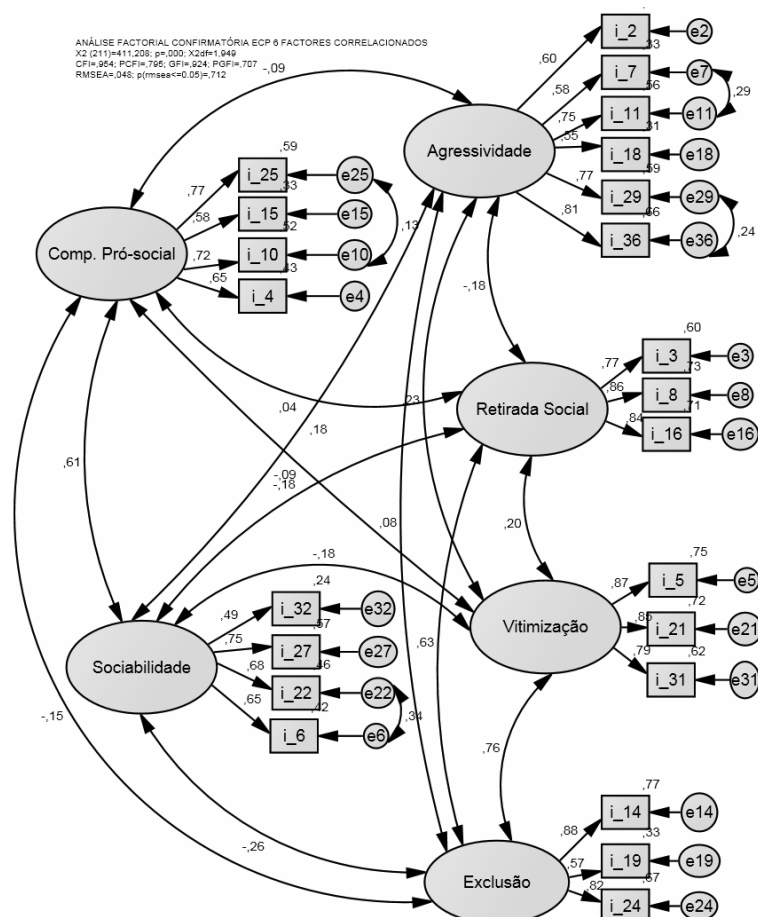 ANÁLISE FACTORIAL CONFIRMATÓRIA ECP 6 FACTORES CORRELACIONADOS
X2 (211)=411,208; p=,000; X2df=1,949
CFI=,954; PCFI=,795; GFI=,924; PGFI=,707
RMSEA=,048; p(rmsea<=0.05)=,712
-,09
,60
i_2
e2
,33
,58
i_7
e7
,56
,29
,75
i_11
e11
,31
Agressividade
,55
i_18
e18
,59
,77
i_29
e29
,66
,24
,81
i_36
e36
,59
,77
i_25
e25
,33
,58
i_15
e15
,52
,13
Comp. Pró-social
,72
i_10
e10
,43
,65
i_4
e4
-,18
,60
,77
i_3
e3
,73
Retirada Social
,86
i_8
e8
,71
,84
i_16
e16
,04
,23
,18
,61
-,09
-,18
,08
,20
-,18
,75
,87
i_5
e5
,72
Vitimização
,85
i_21
e21
,62
,79
i_31
e31
,24
,49
i_32
e32
,57
,75
i_27
e27
,46
Sociabilidade
,68
i_22
e22
,42
,34
,65
i_6
e6
,63
-,15
,76
-,26
,77
,88
i_14
e14
,33
,57
i_19
e19
,67
Exclusão
,82
i_24
e24